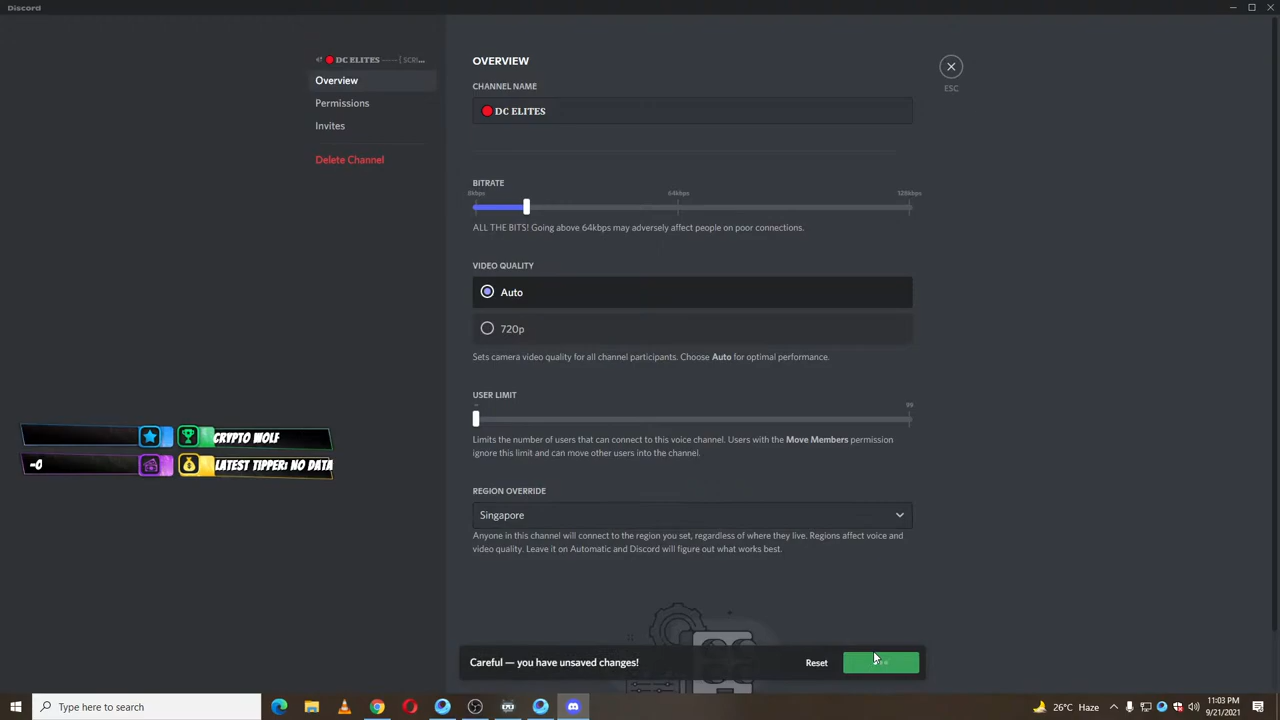 Discord
DC ELITES ---- [ SCRI...
Overview
Permissions
Invites
Delete Channel
OVERVIEW
CHANNEL NAME
DC ELITES
ESC
BITRATE
8kbps
64kbps
128kbps
ALL THE BITS! Going above 64kbps may adversely affect people on poor connections.
VIDEO QUALITY
Auto
720p
Sets camera video quality for all channel participants. Choose Auto for optimal performance.
USER LIMIT
99
Limits the number of users that can connect to this voice channel. Users with the Move Members permission
ignore this limit and can move other users into the channel.
REGION OVERRIDE
Singapore
Anyone in this channel will connect to the region you set, regardless of where they live. Regions affect voice and
video quality. Leave it on Automatic and Discord will figure out what works best.
CRYPTO WOLF
-0
LATEST TIPPER: NO DATA
Careful — you have unsaved changes!
Reset
Type here to search
26°C Haze
11:03 PM
9/21/2021